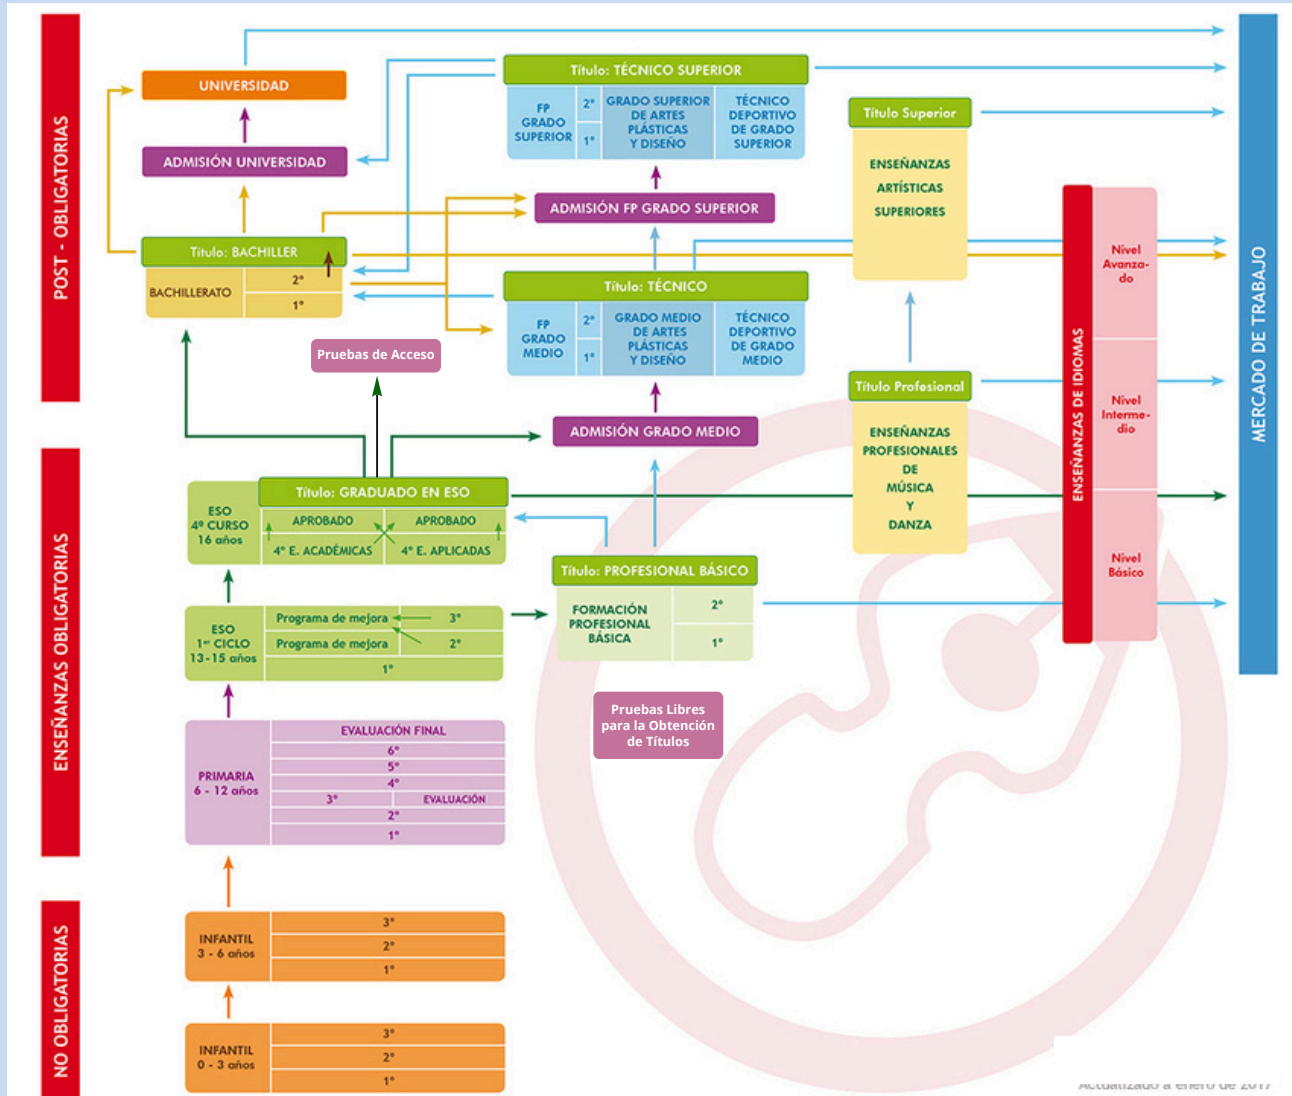 POST - OBLIGATORIAS
ENSEÑANZAS OBLIGATORIAS
NO OBLIGATORIAS
UNIVERSIDAD
ADMISIÓN UNIVERSIDAD
Título: BACHILLER
BACHILLERATO
2º
1º
Título: TÉCNICO SUPERIOR
FP
GRADO
SUPERIOR
2º
1º
GRADO SUPERIOR
DE ARTES
PLÁSTICAS
Y DISEÑO
TÉCNICO
DEPORTIVO
DE GRADO
SUPERIOR
ADMISIÓN FP GRADO SUPERIOR
Título: TÉCNICO
FP
GRADO
MEDIO
2º
1º
GRADO MEDIO
DE ARTES
PLÁSTICAS
Y DISEÑO
TÉCNICO
DEPORTIVO
DE GRADO
MEDIO
ADMISIÓN GRADO MEDIO
Pruebas de Acceso
Título Superior
ENSEÑANZAS
ARTÍSTICAS
SUPERIORES
Título Profesional
ENSEÑANZAS
PROFESIONALES
DE
MÚSICA
Y
DANZA
ENSEÑANZAS DE IDIOMAS
Nivel
Avanza-
do
Nivel
Interme-
dio
Nivel
Básico
MERCADO DE TRABAJO
ESO
4º CURSO
16 años
Título: GRADUADO EN ESO
APROBADO
APROBADO
4º E. ACADÉMICAS
4º E. APLICADAS
ESO
1er CICLO
13-15 años
Programa de mejora
3º
Programa de mejora
2º
1º
Título: PROFESIONAL BÁSICO
FORMACIÓN
PROFESIONAL
BÁSICA
2º
1º
Pruebas Libres
para la Obtención
de Títulos
PRIMARIA
6 - 12 años
EVALUACIÓN FINAL
6º
5º
4º
3º
EVALUACIÓN
2º
1º
INFANTIL
3 - 6 años
3º
2º
1º
INFANTIL
0 - 3 años
3º
2º
1º
Actualizado a enero de 2017